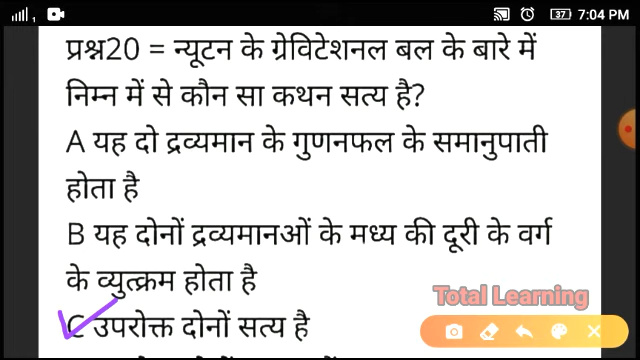 37 7:04 PM
प्रश्न20 = न्यूटन के ग्रेविटेशनल बल के बारे में
निम्न में से कौन सा कथन सत्य है?
A यह दो द्रव्यमान के गुणनफल के समानुपाती
होता है
B यह दोनों द्रव्यमानओं के मध्य की दूरी के वर्ग
के व्युत्क्रम होता है
Total Learning
C उपरोक्त दोनों सत्य है